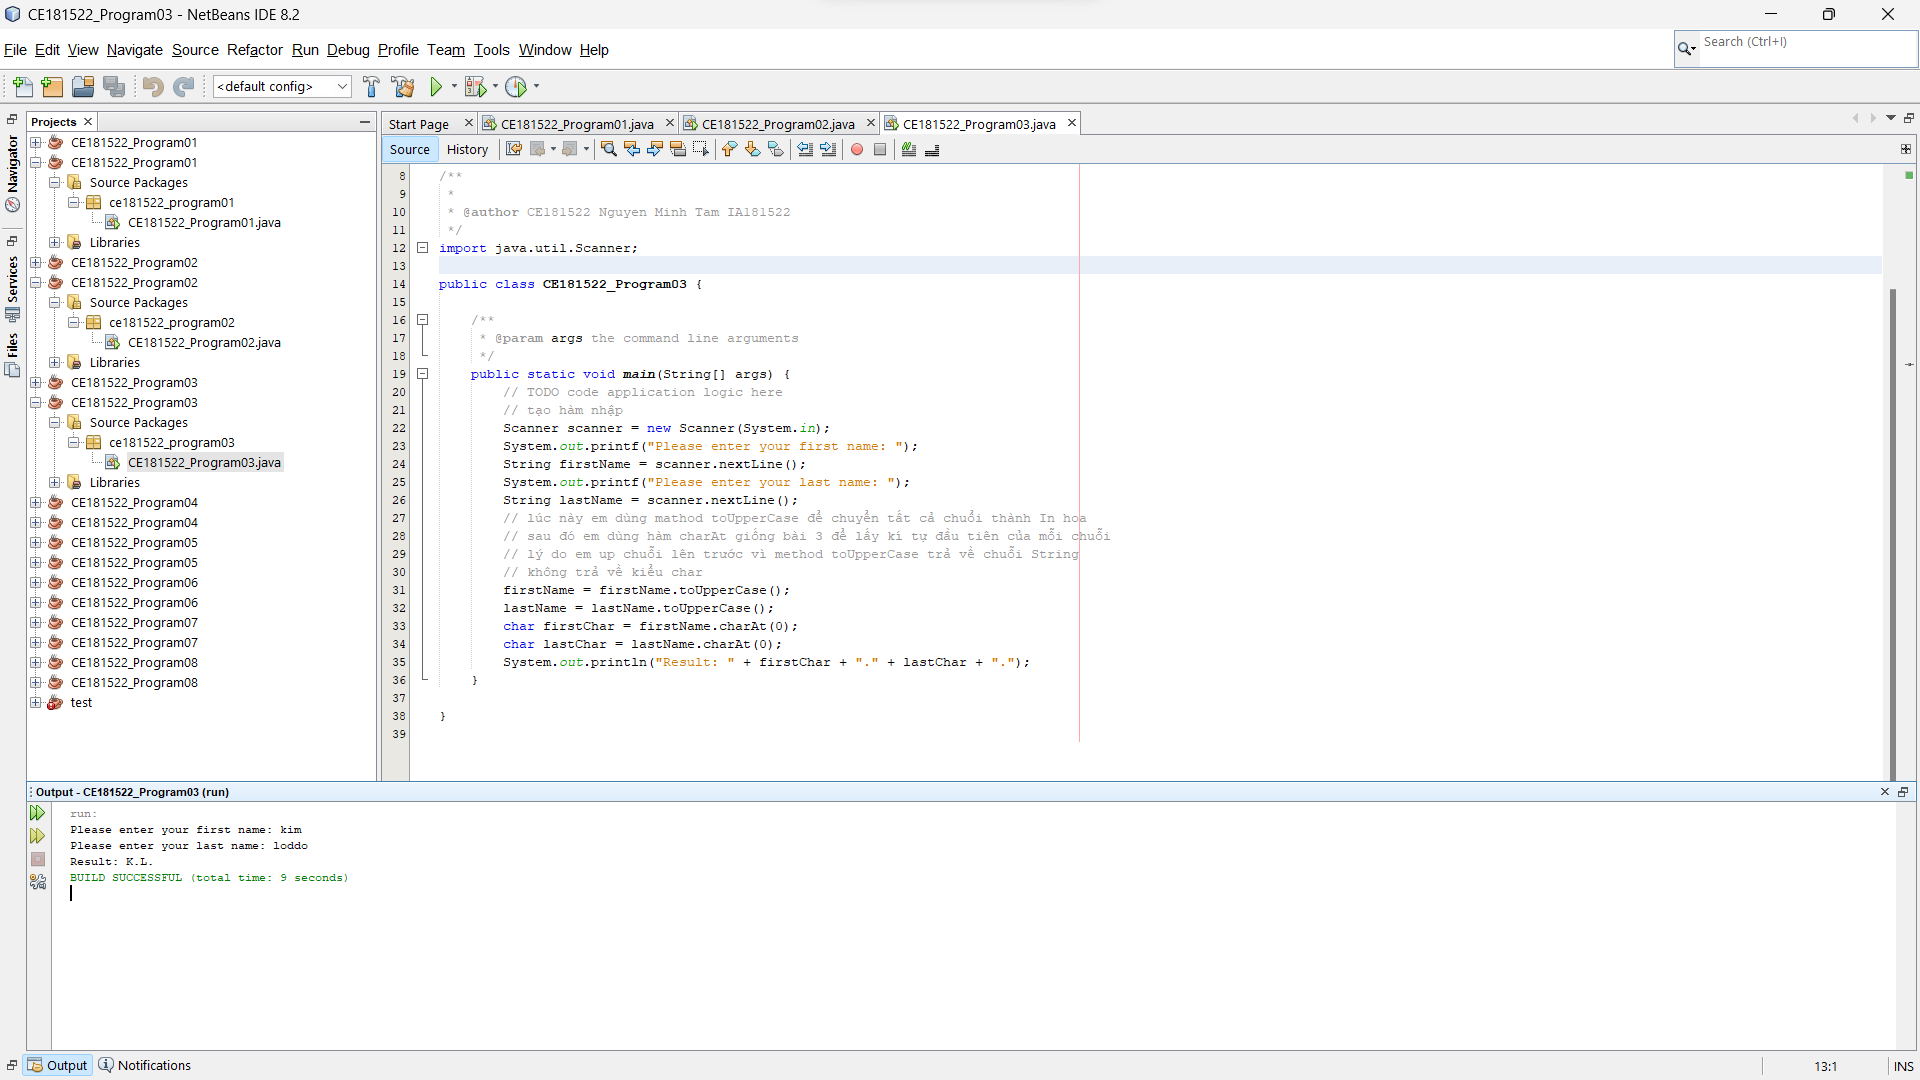 CE181522_Program03 - NetBeans IDE 8.2
File Edit View Navigate Source Refactor Run Debug Profile Team Tools Window Help
Search (Ctrl+I)
<default config>
Navigator
Services
Files
Projects
CE181522_Program01
CE181522_Program01
Source Packages
ce181522_program01
CE181522_Program01.java
Libraries
CE181522_Program02
CE181522_Program02
Source Packages
ce181522_program02
CE181522_Program02.java
Libraries
CE181522_Program03
CE181522_Program03
Source Packages
ce181522_program03
CE181522_Program03.java
Libraries
CE181522_Program04
CE181522_Program04
CE181522_Program05
CE181522_Program05
CE181522_Program06
CE181522_Program06
CE181522_Program07
CE181522_Program07
CE181522_Program08
CE181522_Program08
test
Start Page CE181522_Program01.java CE181522_Program02.java CE181522_Program03.java
Source History
8 /**
9 *
10 * @author CE181522 Nguyen Minh Tam IA181522
11 */
12 import java.util.Scanner;
13
14 public class CE181522_Program03 {
15
16 /**
17 * @param args the command line arguments
18 */
19 public static void main(String[] args) {
20 // TODO code application logic here
21 // tạo hàm nhập
22 Scanner scanner = new Scanner(System.in);
23 System.out.printf("Please enter your first name: ");
24 String firstName = scanner.nextLine();
25 System.out.printf("Please enter your last name: ");
26 String lastName = scanner.nextLine();
27 // lúc này em dùng mathod toUpperCase để chuyển tất cả chuỗi thành In hoa
28 // sau đó em dùng hàm charAt giống bài 3 để lấy kí tự đầu tiên của mỗi chuỗi
29 // lý do em up chuỗi lên trước vì method toUpperCase trả về chuỗi String
30 // không trả về kiểu char
31 firstName = firstName.toUpperCase();
32 lastName = lastName.toUpperCase();
33 char firstChar = firstName.charAt(0);
34 char lastChar = lastName.charAt(0);
35 System.out.println("Result: " + firstChar + "." + lastChar + ".");
36 }
37
38 }
39
Output - CE181522_Program03 (run)
run:
Please enter your first name: kim
Please enter your last name: loddo
Result: K.L.
BUILD SUCCESSFUL (total time: 9 seconds)
Output Notifications
13:1 INS